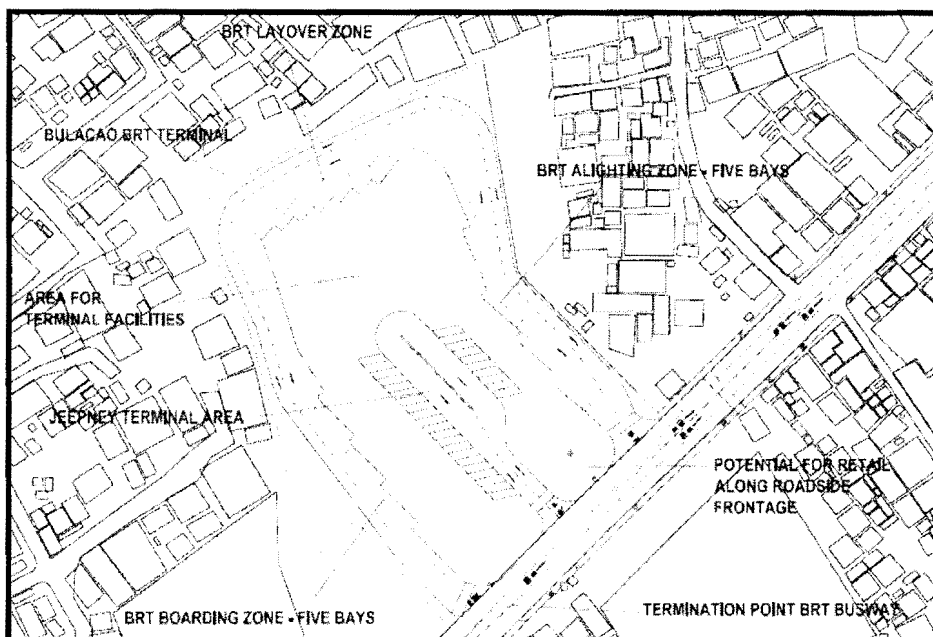 BRT LAYOVER ZONE
BULACAO BRT TERMINAL
BRT ALIGHTING ZONE - FIVE BAYS
AREA FOR
TERMINAL FACILITIES
JEEPNEY TERMINAL AREA
POTENTIAL FOR RETAIL
ALONG ROADSIDE
FRONTAGE
BRT BOARDING ZONE - FIVE BAYS
TERMINATION POINT BRT BUSWAY